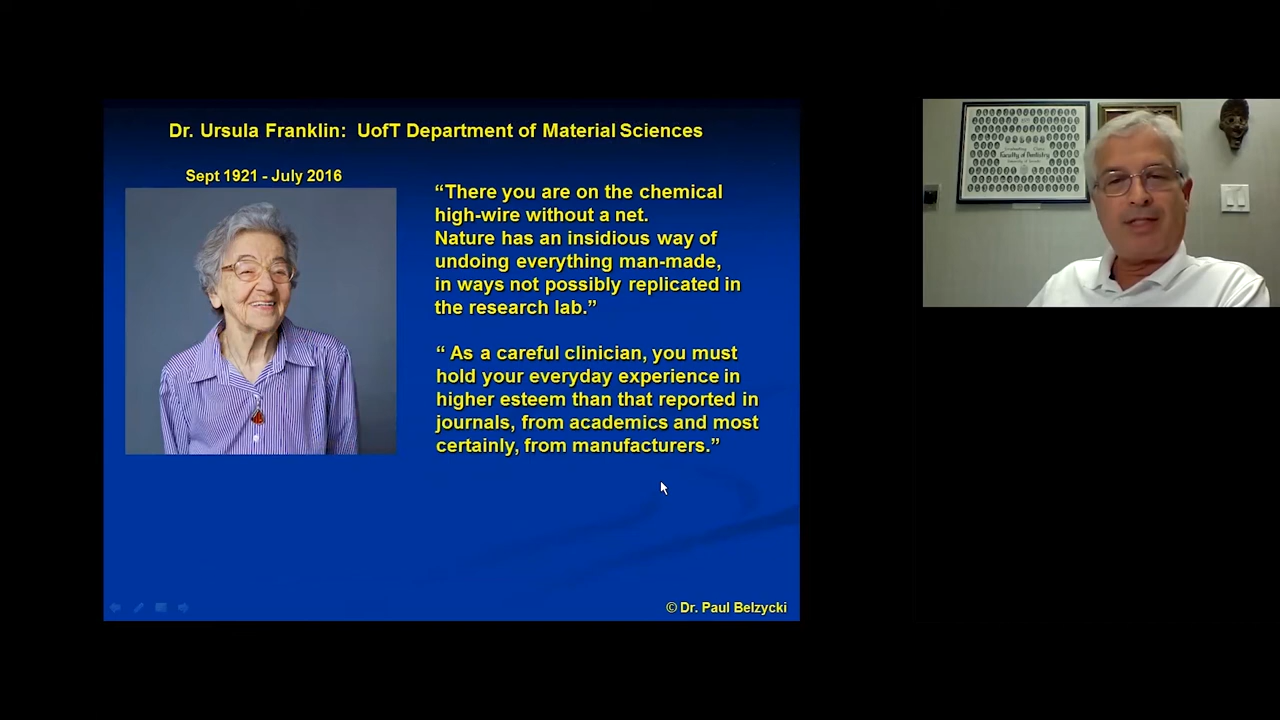 Dr. Ursula Franklin:  UofT Department of Material Sciences
Sept 1921 - July 2016
“There you are on the chemical
high-wire without a net.
Nature has an insidious way of
undoing everything man-made,
in ways not possibly replicated in
the research lab.”
“ As a careful clinician, you must
hold your everyday experience in
higher esteem than that reported in
journals, from academics and most
certainly, from manufacturers.”
© Dr. Paul Belzycki
Faculty of Dentistry